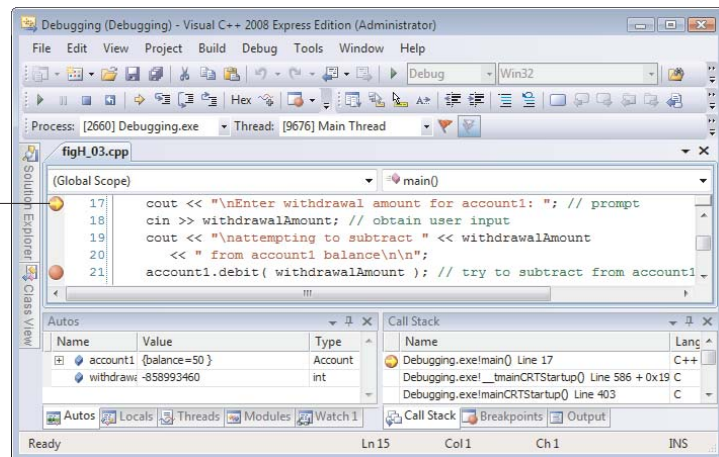 Debugging (Debugging) - Visual C++ 2008 Express Edition (Administrator)
File Edit View Project Build Debug Tools Window Help
Debug Win32
Hex
Process: [2660] Debugging.exe Thread: [9676] Main Thread
Solution Explorer
Class View
figH_03.cpp
(Global Scope) main()
17 cout << "\nEnter withdrawal amount for account1: "; // prompt
18 cin >> withdrawalAmount; // obtain user input
19 cout << "\nattempting to subtract " << withdrawalAmount
20 << " from account1 balance\n\n";
21 account1.debit( withdrawalAmount ); // try to subtract from account1
Autos
Name Value Type
account1 {balance=50 } Account
withdrawa -858993460 int
Autos Locals Threads Modules Watch 1
Call Stack
Name Lang
Debugging.exe!main() Line 17 C++
Debugging.exe!__tmainCRTStartup() Line 586 + 0x19 C
Debugging.exe!mainCRTStartup() Line 403 C
Call Stack Breakpoints Output
Ready Ln 15 Col 1 Ch 1 INS